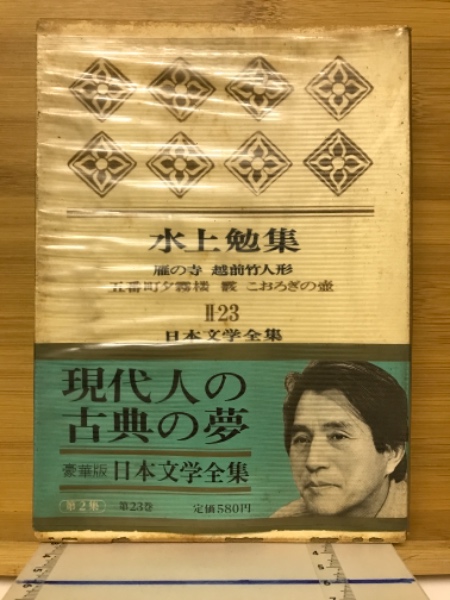 水上勉集
雁の寺 越前竹人形
五番町夕霧楼 霰 こおろぎの壺
II-23
日本文学全集
現代人の
古典の夢
豪華版 日本文学全集
第2集 第23巻 定価580円